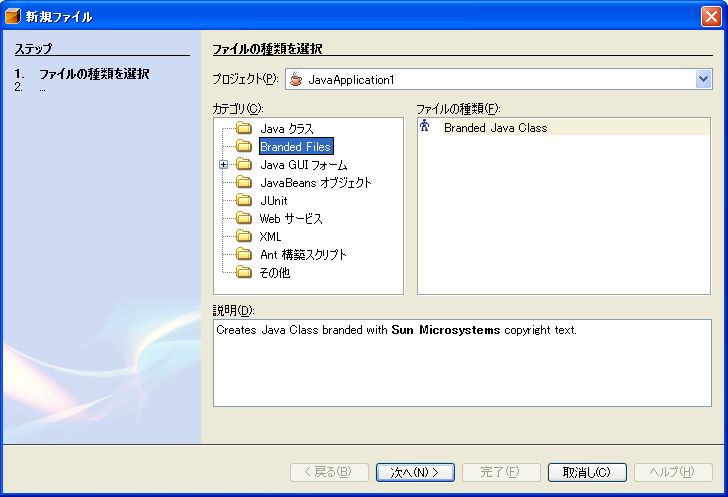 新規ファイル
ステップ
1. ファイルの種類を選択
2. ...
ファイルの種類を選択
プロジェクト(P): JavaApplication1
カテゴリ(C):
Java クラス
Branded Files
Java GUI フォーム
JavaBeans オブジェクト
JUnit
Web サービス
XML
Ant 構築スクリプト
その他
ファイルの種類(F):
Branded Java Class
説明(D):
Creates Java Class branded with Sun Microsystems copyright text.
< 戻る(B)
次へ(N) >
完了(F)
取消し(C)
ヘルプ(H)